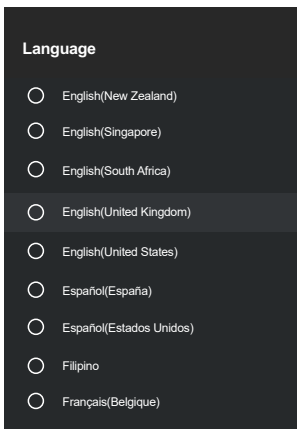 Language
English(New Zealand)
English(Singapore)
English(South Africa)
English(United Kingdom)
English(United States)
Español(España)
Español(Estados Unidos)
Filipino
Français(Belgique)